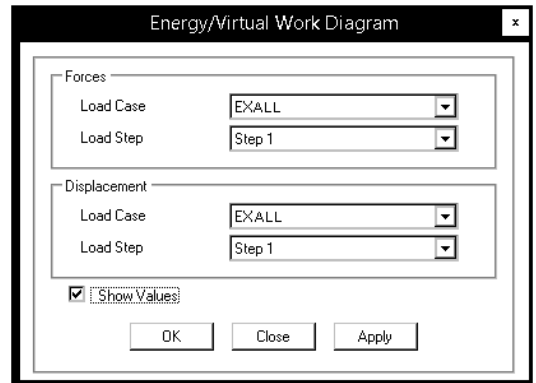 Energy/Virtual Work Diagram x
Forces
Load Case EXALL
Load Step Step 1
Displacement
Load Case EXALL
Load Step Step 1
Show Values
OK Close Apply